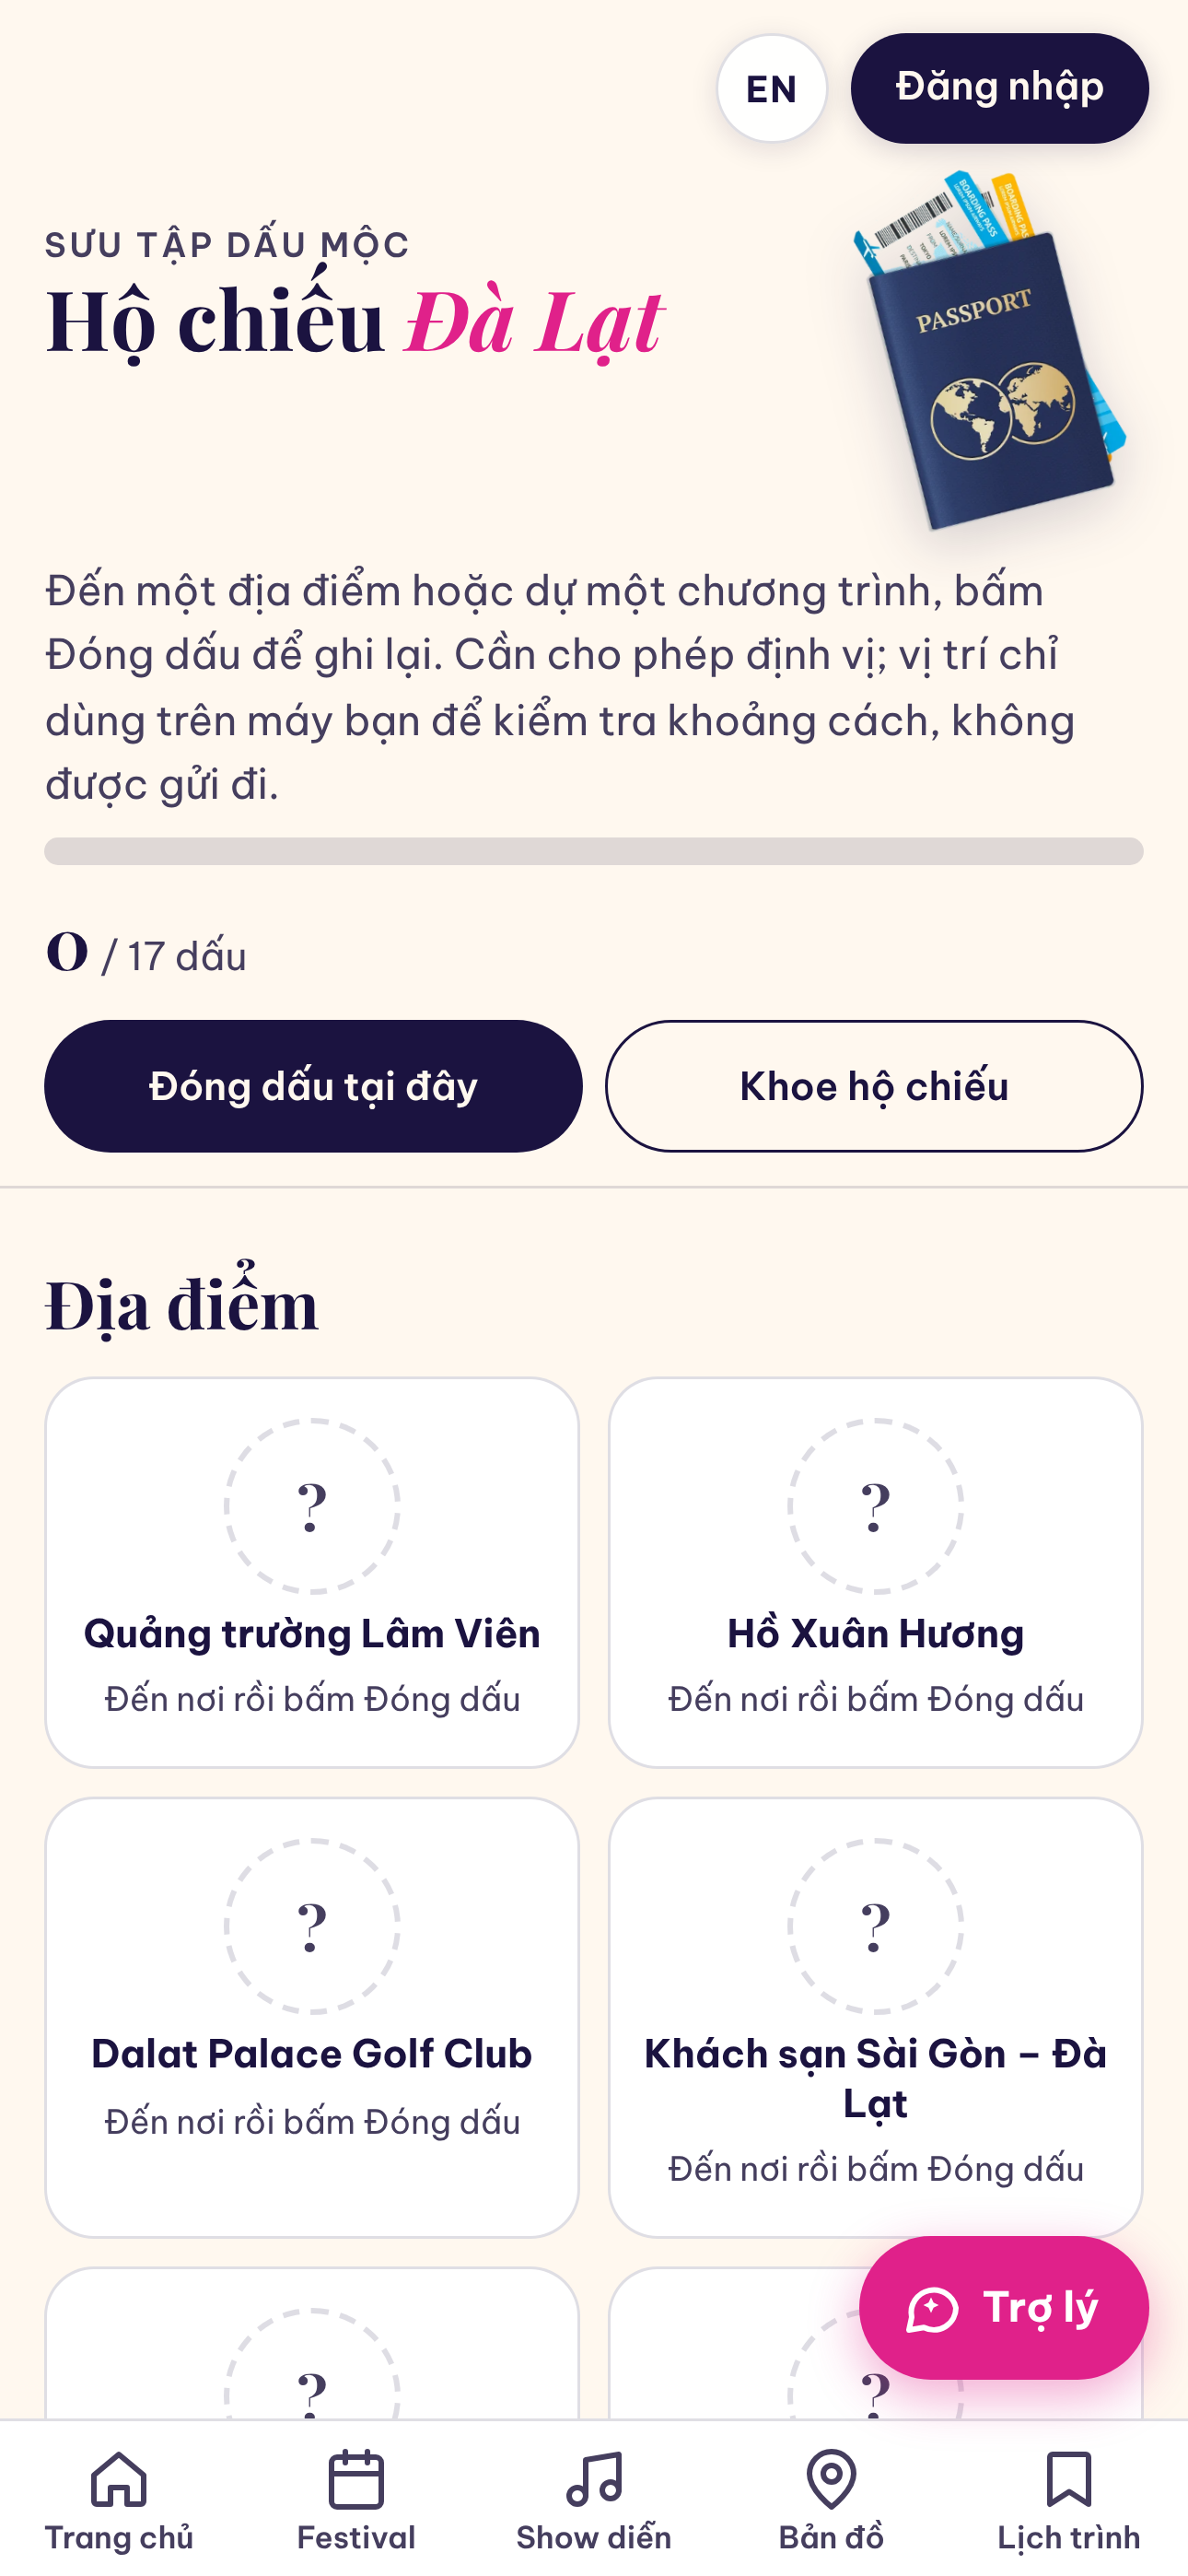 EN
Đăng nhập
SƯU TẬP DẤU MỘC
Hộ chiếu Đà Lạt
BOARDING PASS
BOARDING PASS
PASSPORT
Đến một địa điểm hoặc dự một chương trình, bấm
Đóng dấu để ghi lại. Cần cho phép định vị; vị trí chỉ
dùng trên máy bạn để kiểm tra khoảng cách, không
được gửi đi.
0 / 17 dấu
Đóng dấu tại đây
Khoe hộ chiếu
Địa điểm
?
?
Quảng trường Lâm Viên
Hồ Xuân Hương
Đến nơi rồi bấm Đóng dấu
Đến nơi rồi bấm Đóng dấu
?
?
Dalat Palace Golf Club
Khách sạn Sài Gòn – Đà
Lạt
Đến nơi rồi bấm Đóng dấu
Đến nơi rồi bấm Đóng dấu
Trợ lý
?
?
Trang chủ
Festival
Show diễn
Bản đồ
Lịch trình